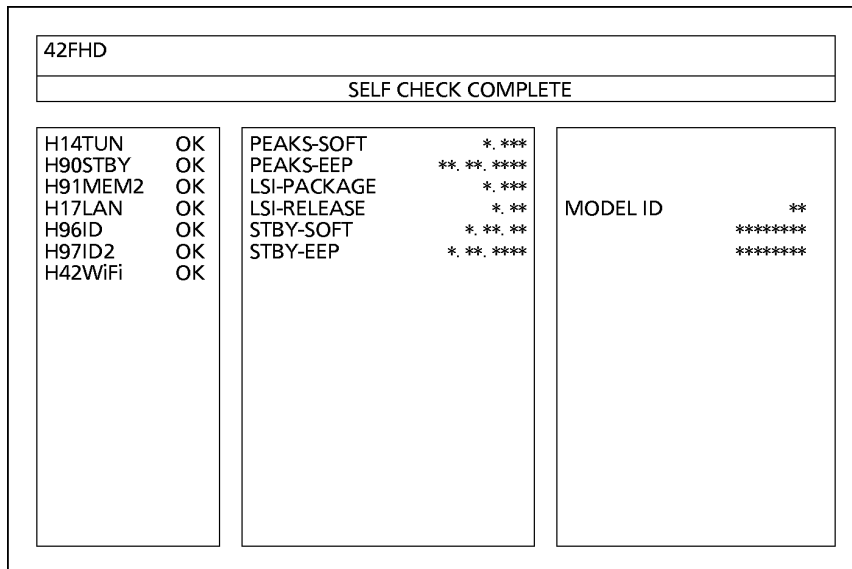 42FHD
SELF CHECK COMPLETE
H14TUN OK
H90STBY OK
H91MEM2 OK
H17LAN OK
H96ID OK
H97ID2 OK
H42WiFi OK
PEAKS-SOFT *. ***
PEAKS-EEP **. **. ****
LSI-PACKAGE *. ***
LSI-RELEASE *. **
STBY-SOFT *. **. **
STBY-EEP *. **. ****
MODEL ID **
********
********